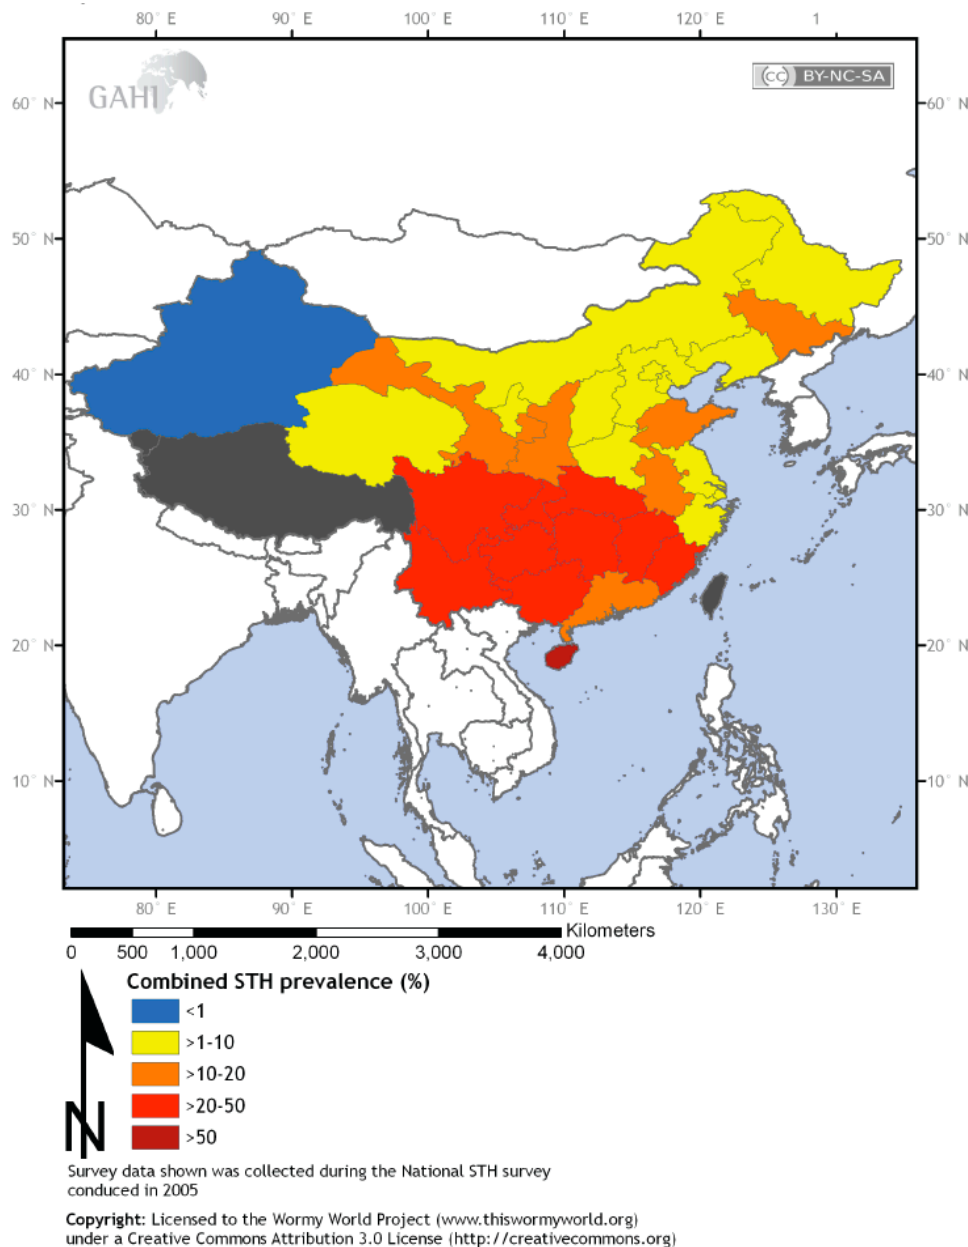 80° E 90° E 100° E 110° E 120° E 1
GAHI
(cc) BY-NC-SA
60° N 60° N
50° N 50° N
40° N 40° N
30° N 30° N
20° N 20° N
10° N 10° N
80° E 90° E 100° E 110° E 120° E 130° E
Kilometers
0 500 1,000 2,000 3,000 4,000
Combined STH prevalence (%)
<1
>1-10
>10-20
>20-50
>50
N
Survey data shown was collected during the National STH survey
conduced in 2005
Copyright: Licensed to the Wormy World Project (www.thiswormyworld.org)
under a Creative Commons Attribution 3.0 License (http://creativecommons.org)